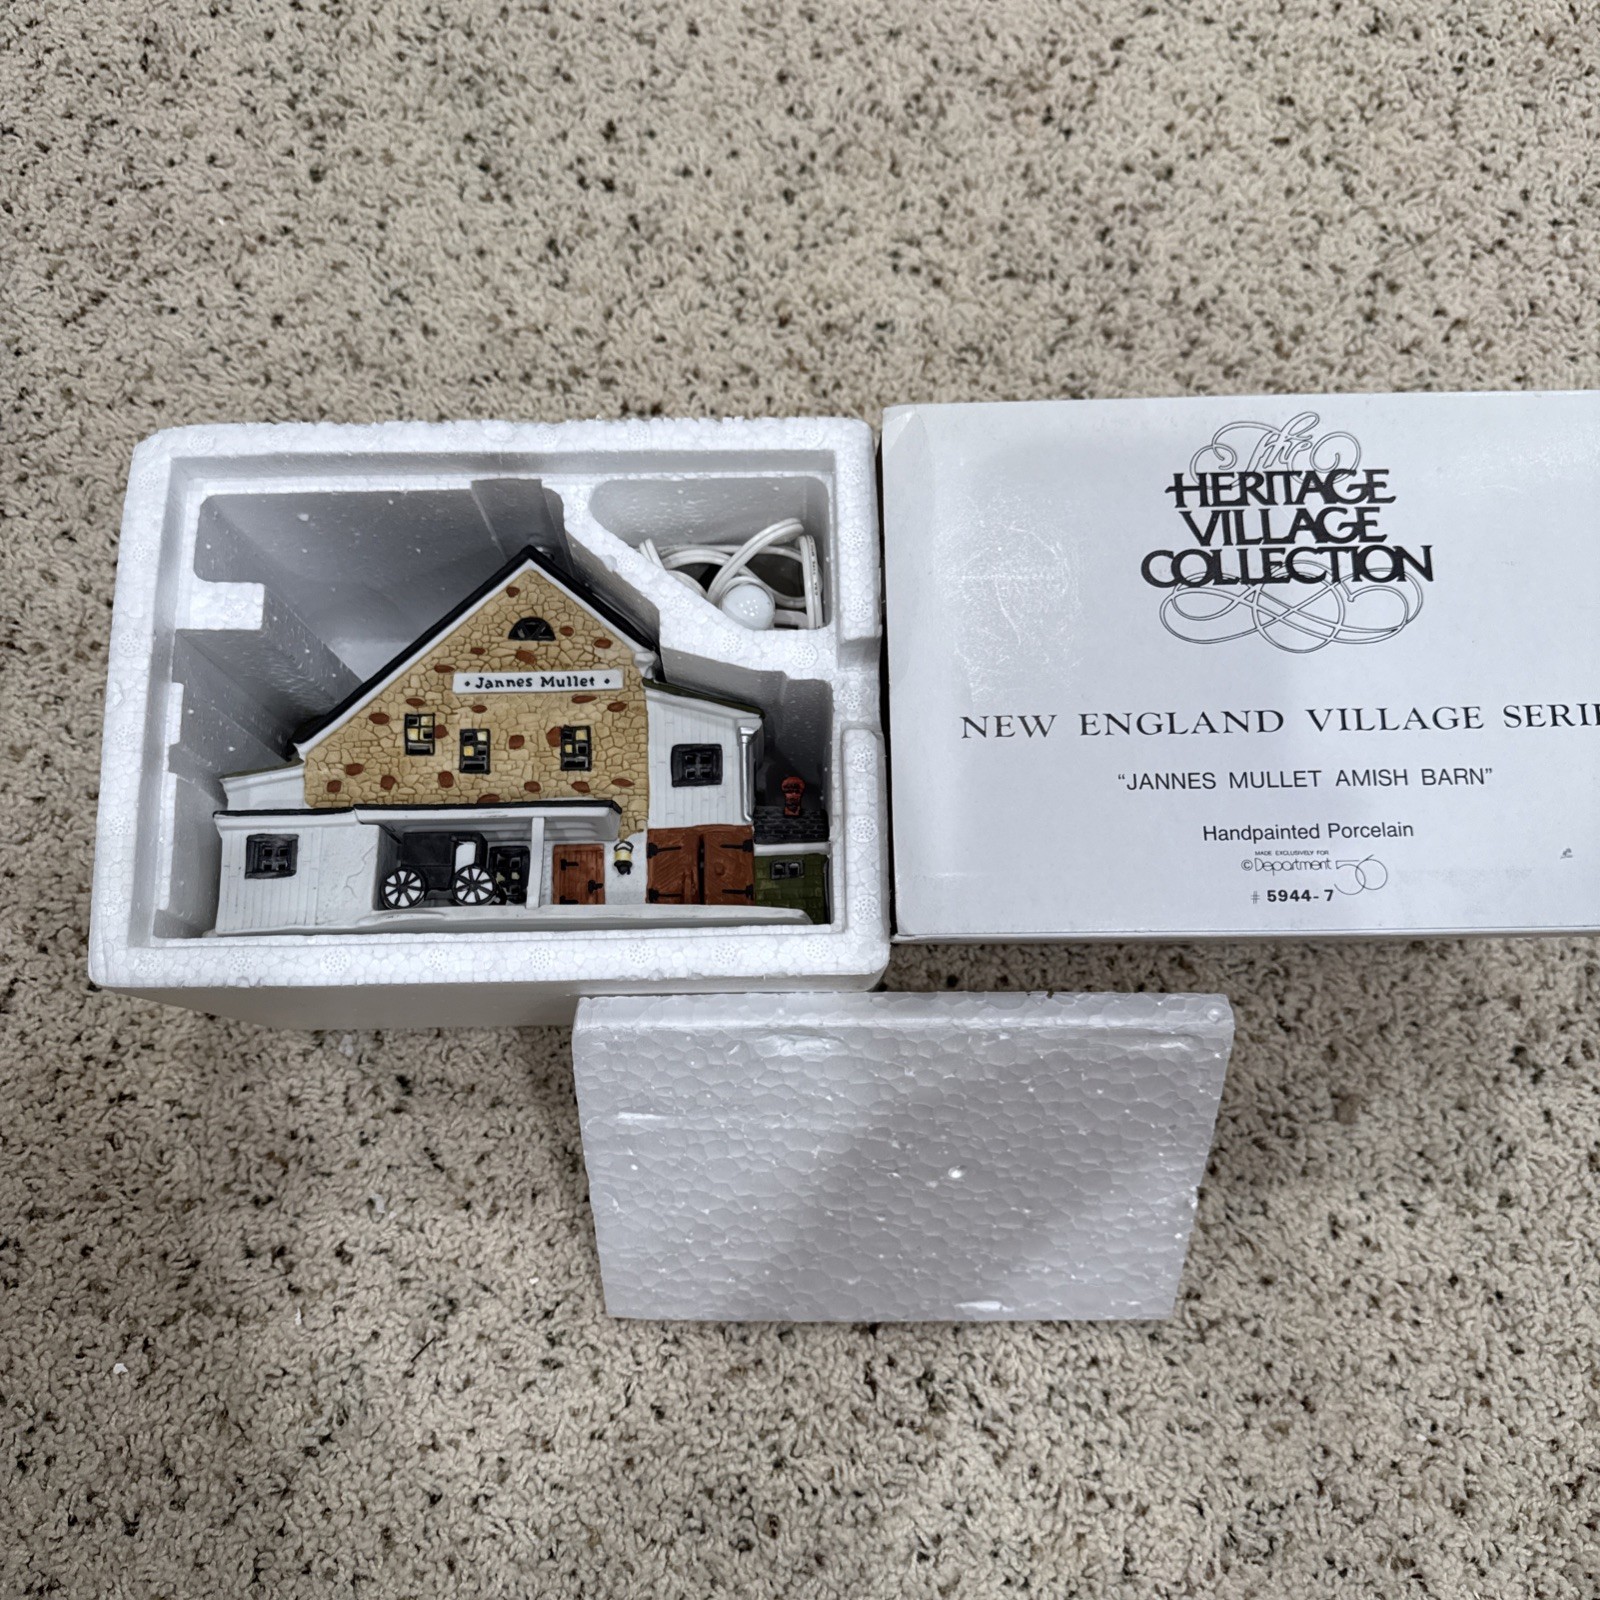 • Jannes Mullet •
The
HERITAGE
VILLAGE
COLLECTION
NEW ENGLAND VILLAGE SERIE
“JANNES MULLET AMISH BARN”
Handpainted Porcelain
MADE EXCLUSIVELY FOR
© Department 56
# 5944-7